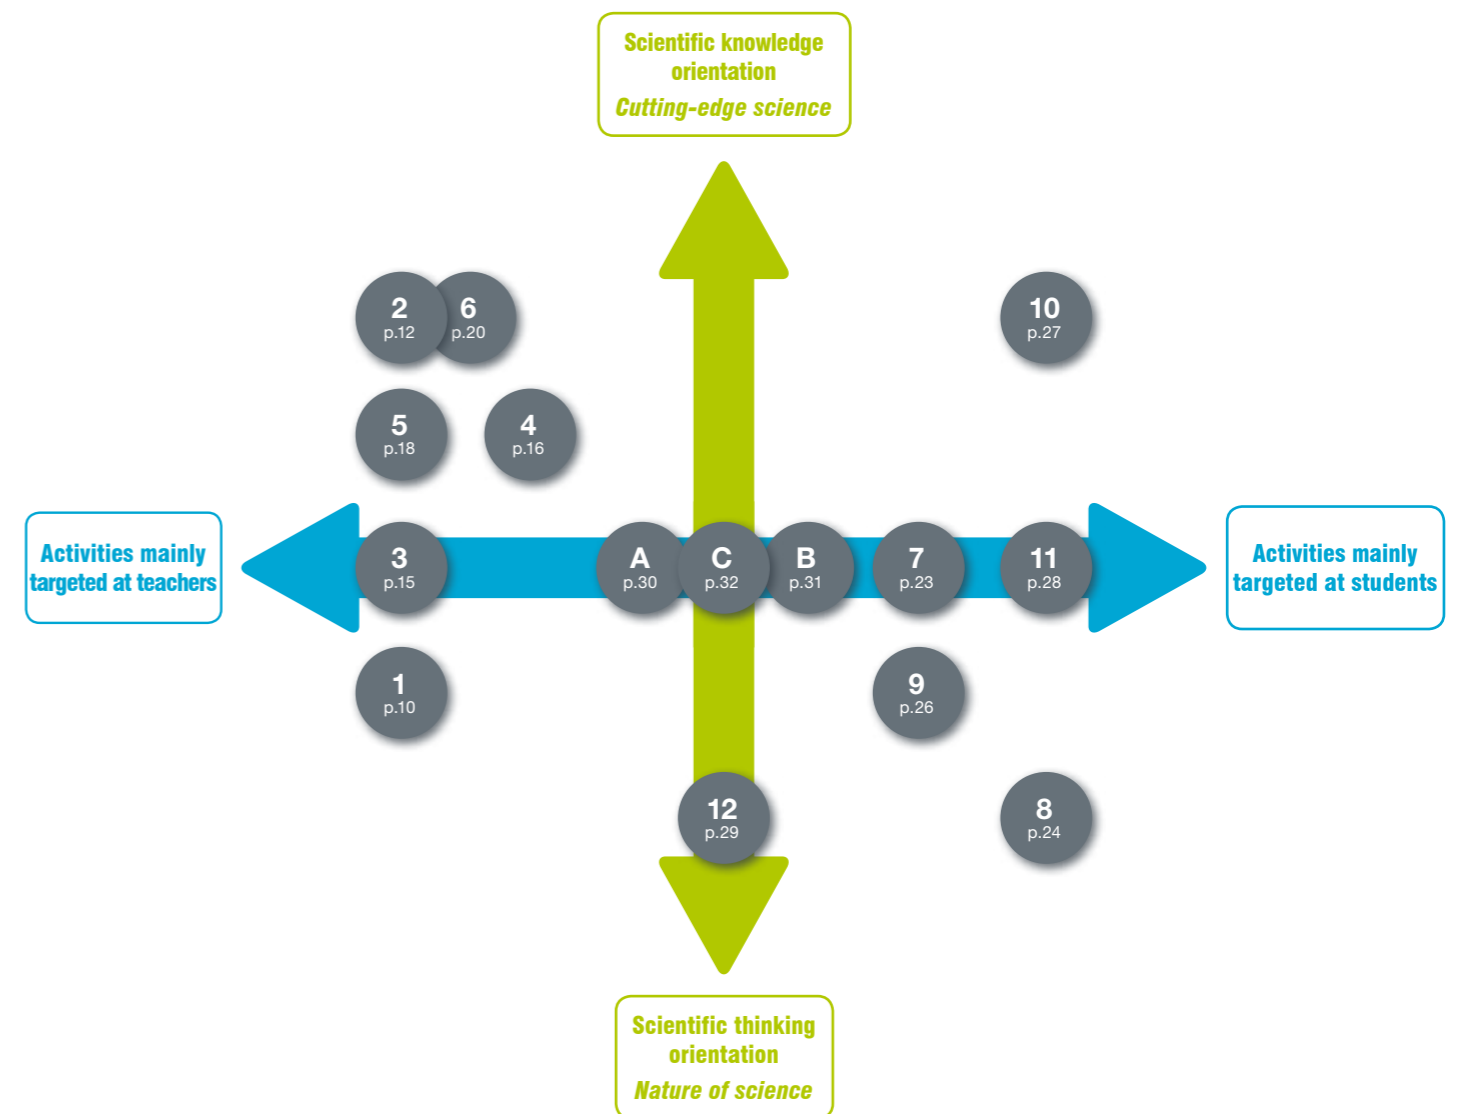 Scientific knowledge
orientation
Cutting-edge science
2
p.12
6
p.20
10
p.27
5
p.18
4
p.16
Activities mainly
targeted at teachers
3
p.15
A
p.30
C
p.32
B
p.31
7
p.23
11
p.28
Activities mainly
targeted at students
1
p.10
9
p.26
12
p.29
8
p.24
Scientific thinking
orientation
Nature of science